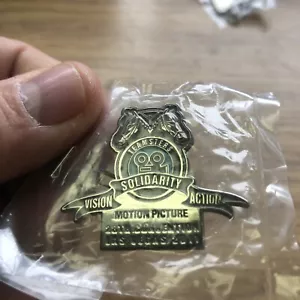 TEAMSTERS
SOLIDARITY
VISION ACTION
MOTION PICTURE
CONVENTION
LAS VEGAS